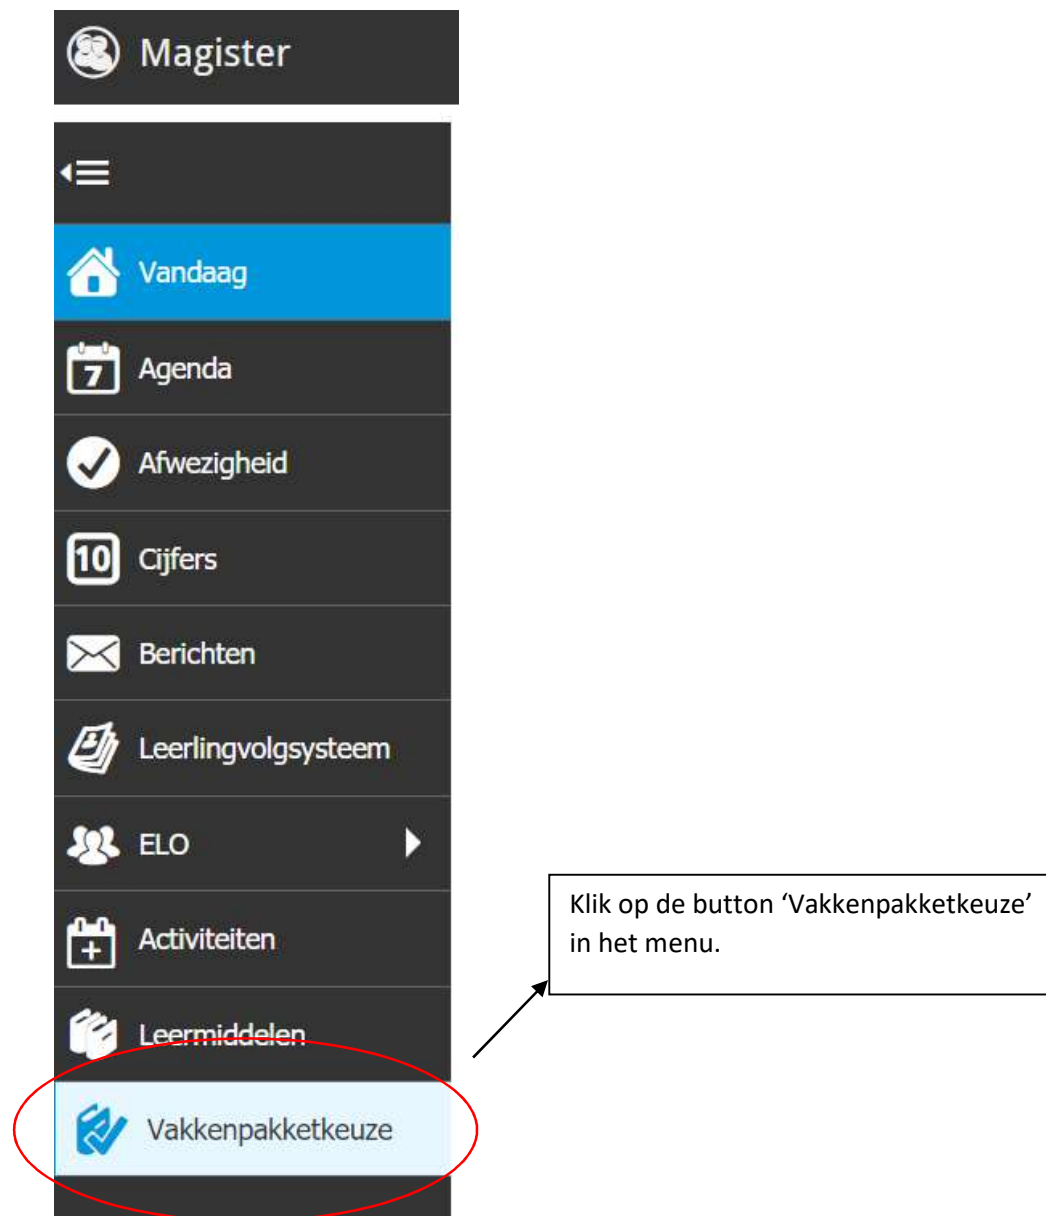 Magister
Vandaag
7
Agenda
Afwezigheid
10
Cijfers
Berichten
Leerlingvolgsysteem
ELO
Activiteiten
Leermiddelen
Vakkenpakketkeuze
Klik op de button ‘Vakkenpakketkeuze’
in het menu.